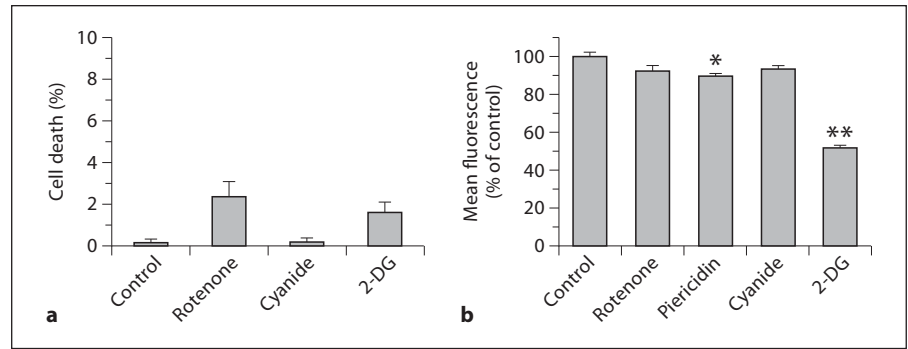 Cell death (%)
10
8
6
4
2
0
Control
Rotenone
Cyanide
2-DG
a
Mean fluorescence
(% of control)
100
80
60
40
20
0
*
**
Control
Rotenone
Piericidin
Cyanide
2-DG
b